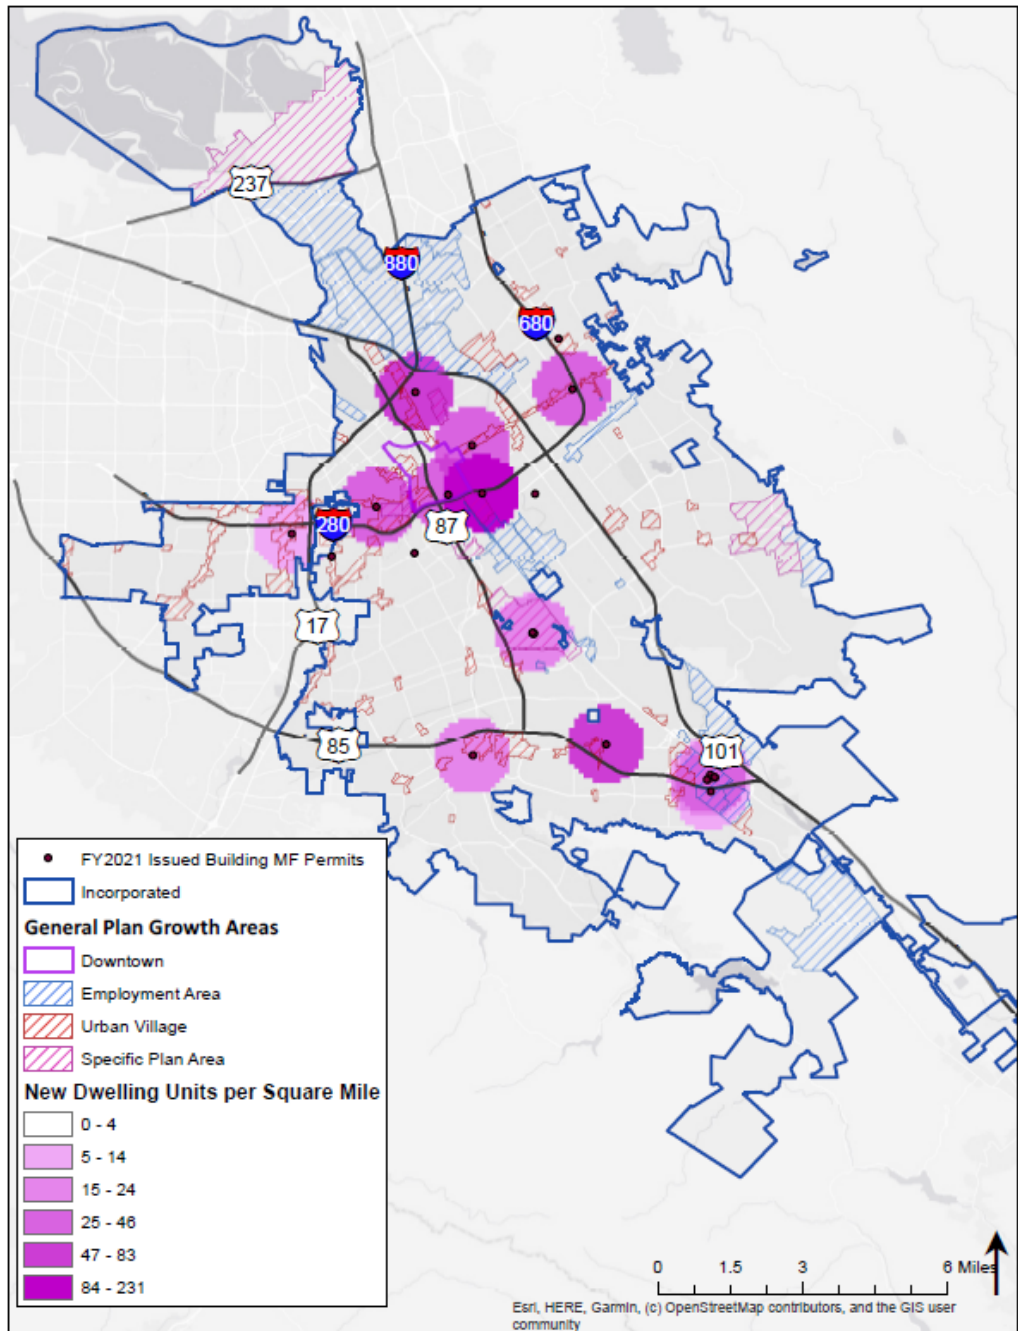 237
880
680
280
87
17
85
101
FY2021 Issued Building MF Permits
Incorporated
General Plan Growth Areas
Downtown
Employment Area
Urban Village
Specific Plan Area
New Dwelling Units per Square Mile
0 - 4
5 - 14
15 - 24
25 - 46
47 - 83
84 - 231
0 1.5 3 6 Miles
Esri, HERE, Garmin, (c) OpenStreetMap contributors, and the GIS user
community